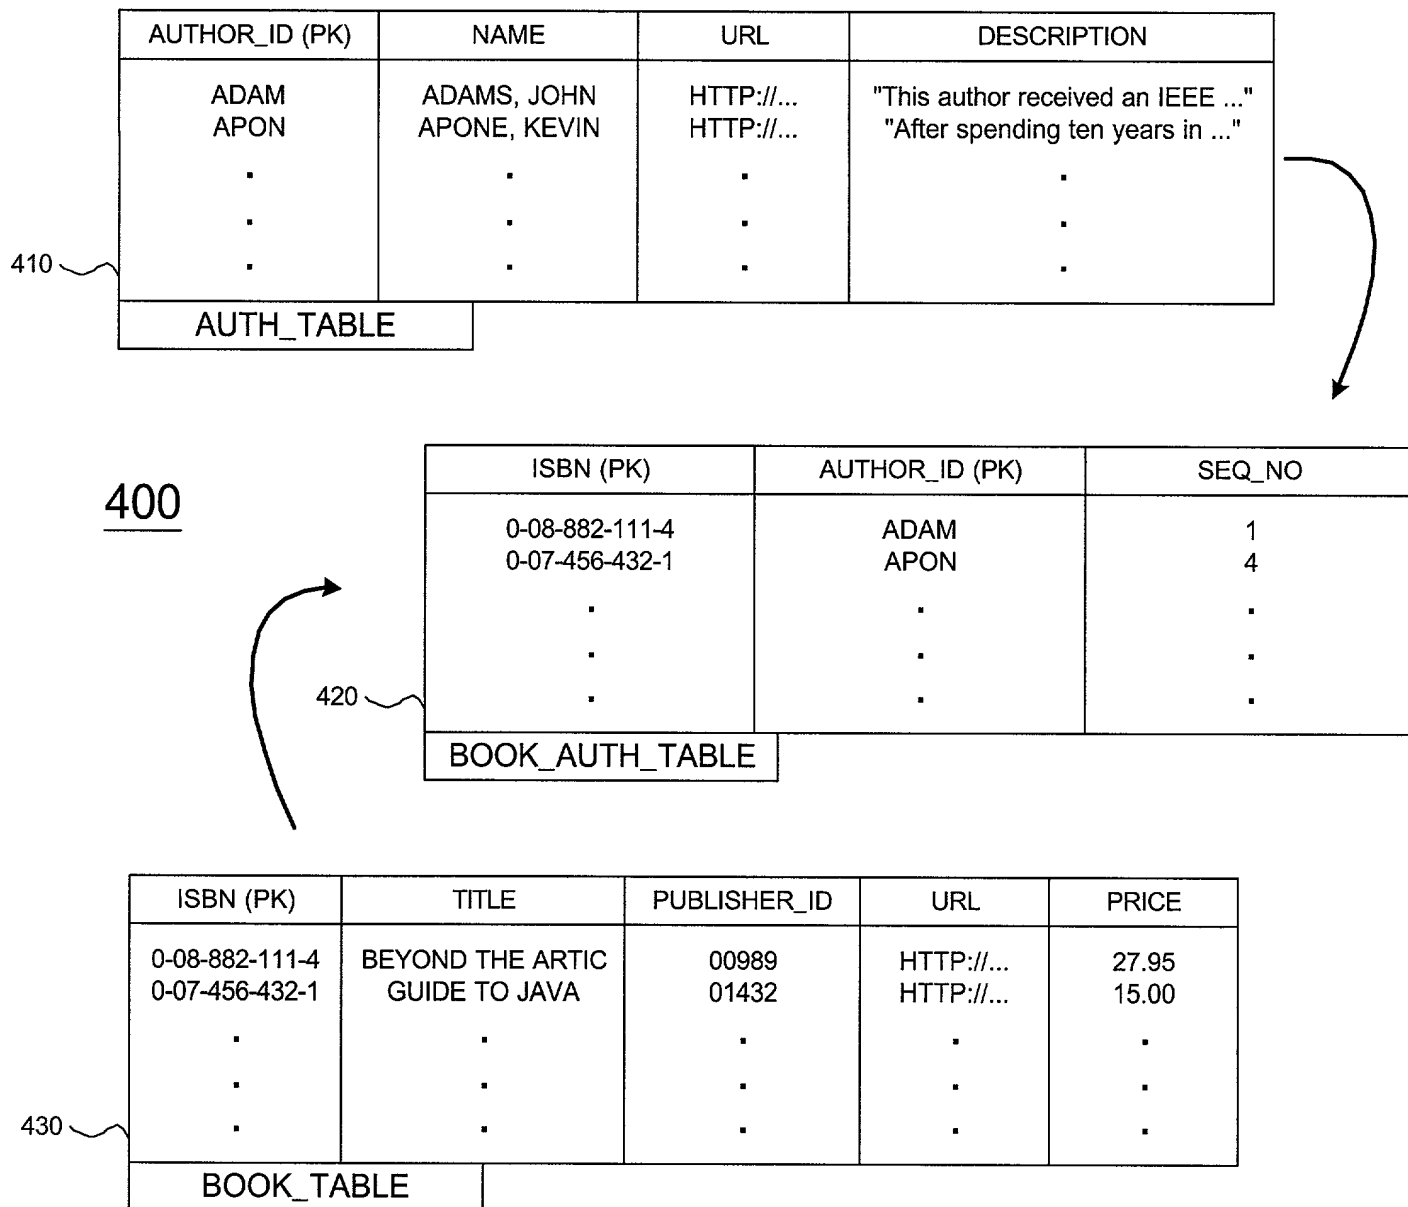 AUTHOR_ID (PK) NAME URL DESCRIPTION
ADAM ADAMS, JOHN HTTP://... "This author received an IEEE ..."
APON APONE, KEVIN HTTP://... "After spending ten years in ..."
410
AUTH_TABLE
400
ISBN (PK) AUTHOR_ID (PK) SEQ_NO
0-08-882-111-4 ADAM 1
0-07-456-432-1 APON 4
420
BOOK_AUTH_TABLE
ISBN (PK) TITLE PUBLISHER_ID URL PRICE
0-08-882-111-4 BEYOND THE ARTIC 00989 HTTP://... 27.95
0-07-456-432-1 GUIDE TO JAVA 01432 HTTP://... 15.00
430
BOOK_TABLE